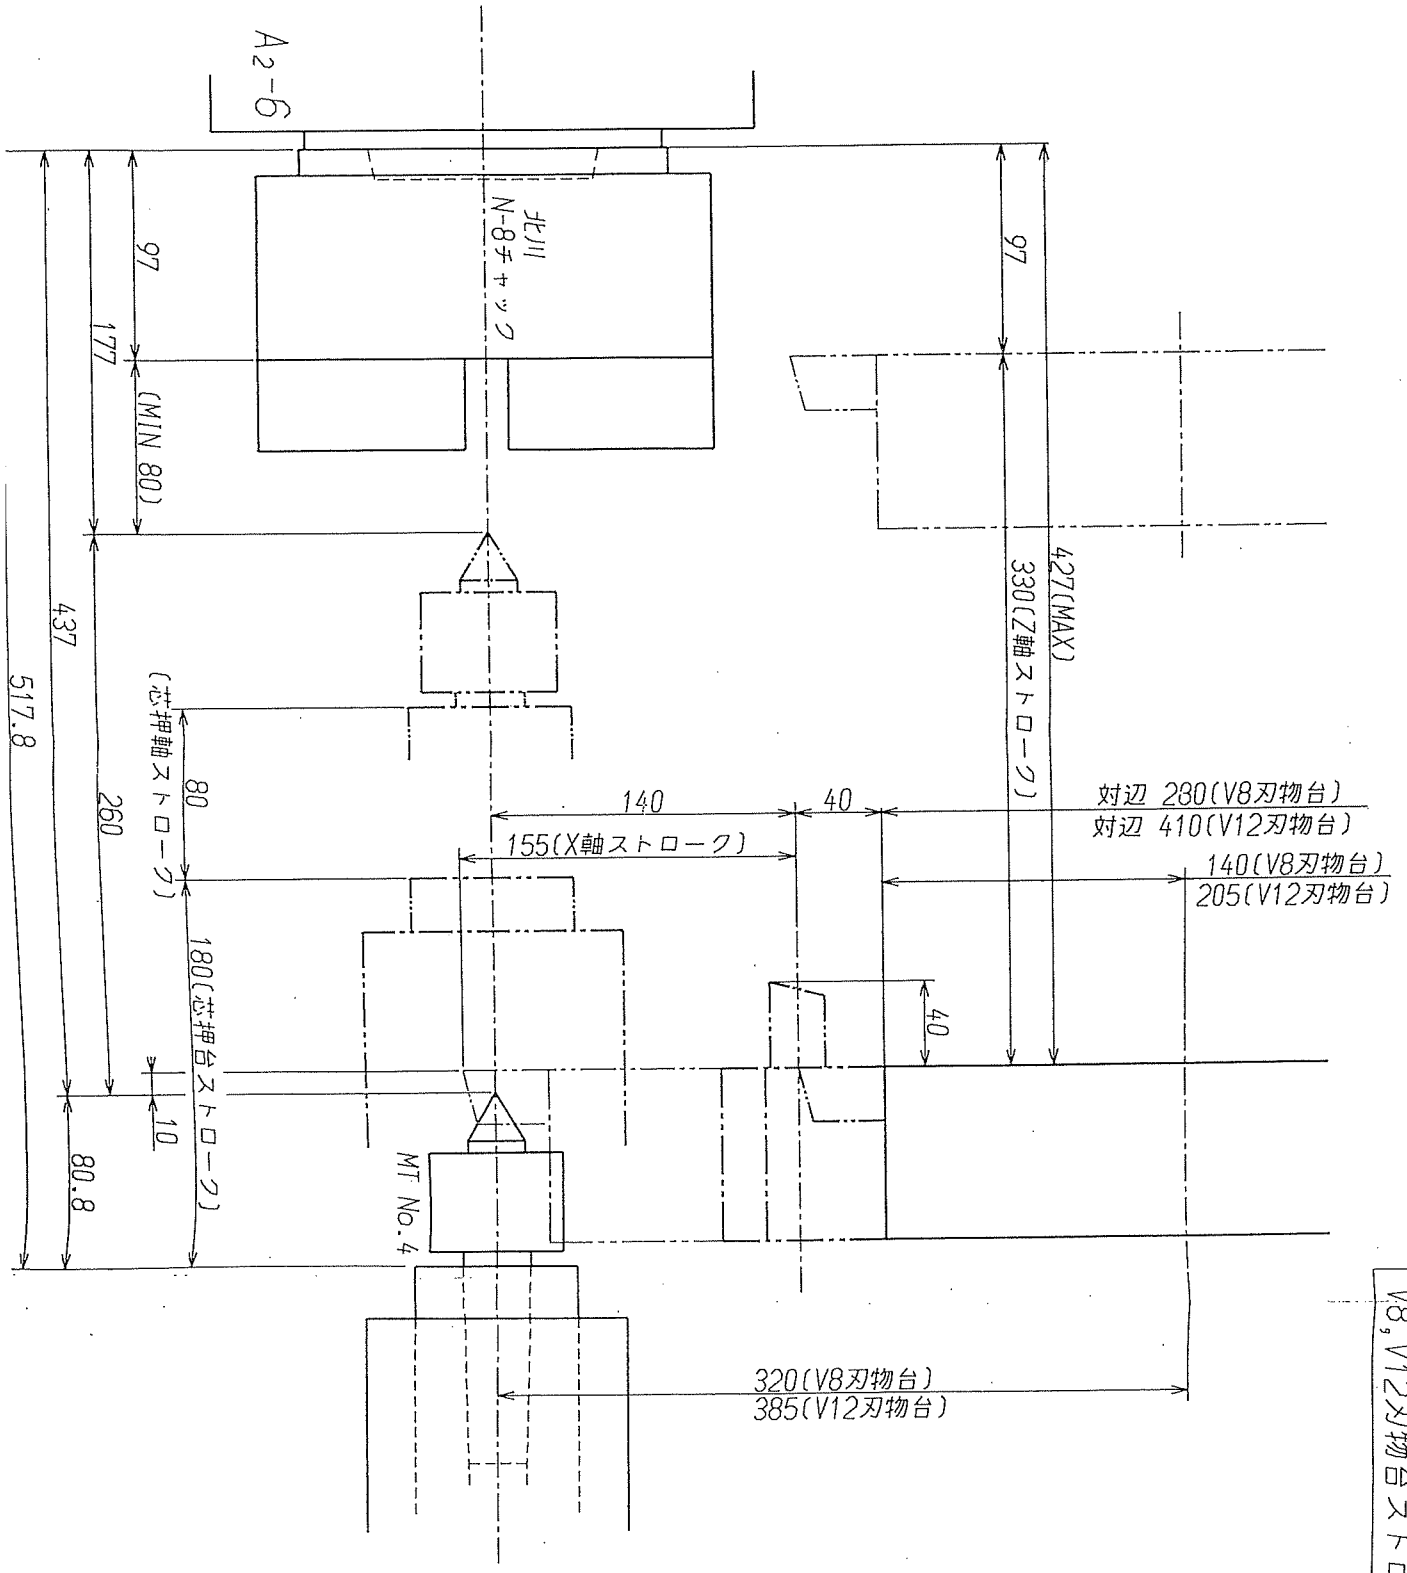 A2-6
北川
N-8チャック
97
177
(MIN 80)
437
517.8
260
80
(芯押軸ストローク)
180(芯押台ストローク)
10
80.8
MT No.4
97
427(MAX)
330(Z軸ストローク)
140
40
155(X軸ストローク)
対辺 280(V8刃物台)
対辺 410(V12刃物台)
140(V8刃物台)
205(V12刃物台)
40
320(V8刃物台)
385(V12刃物台)
V8,V12刃物台ストロ